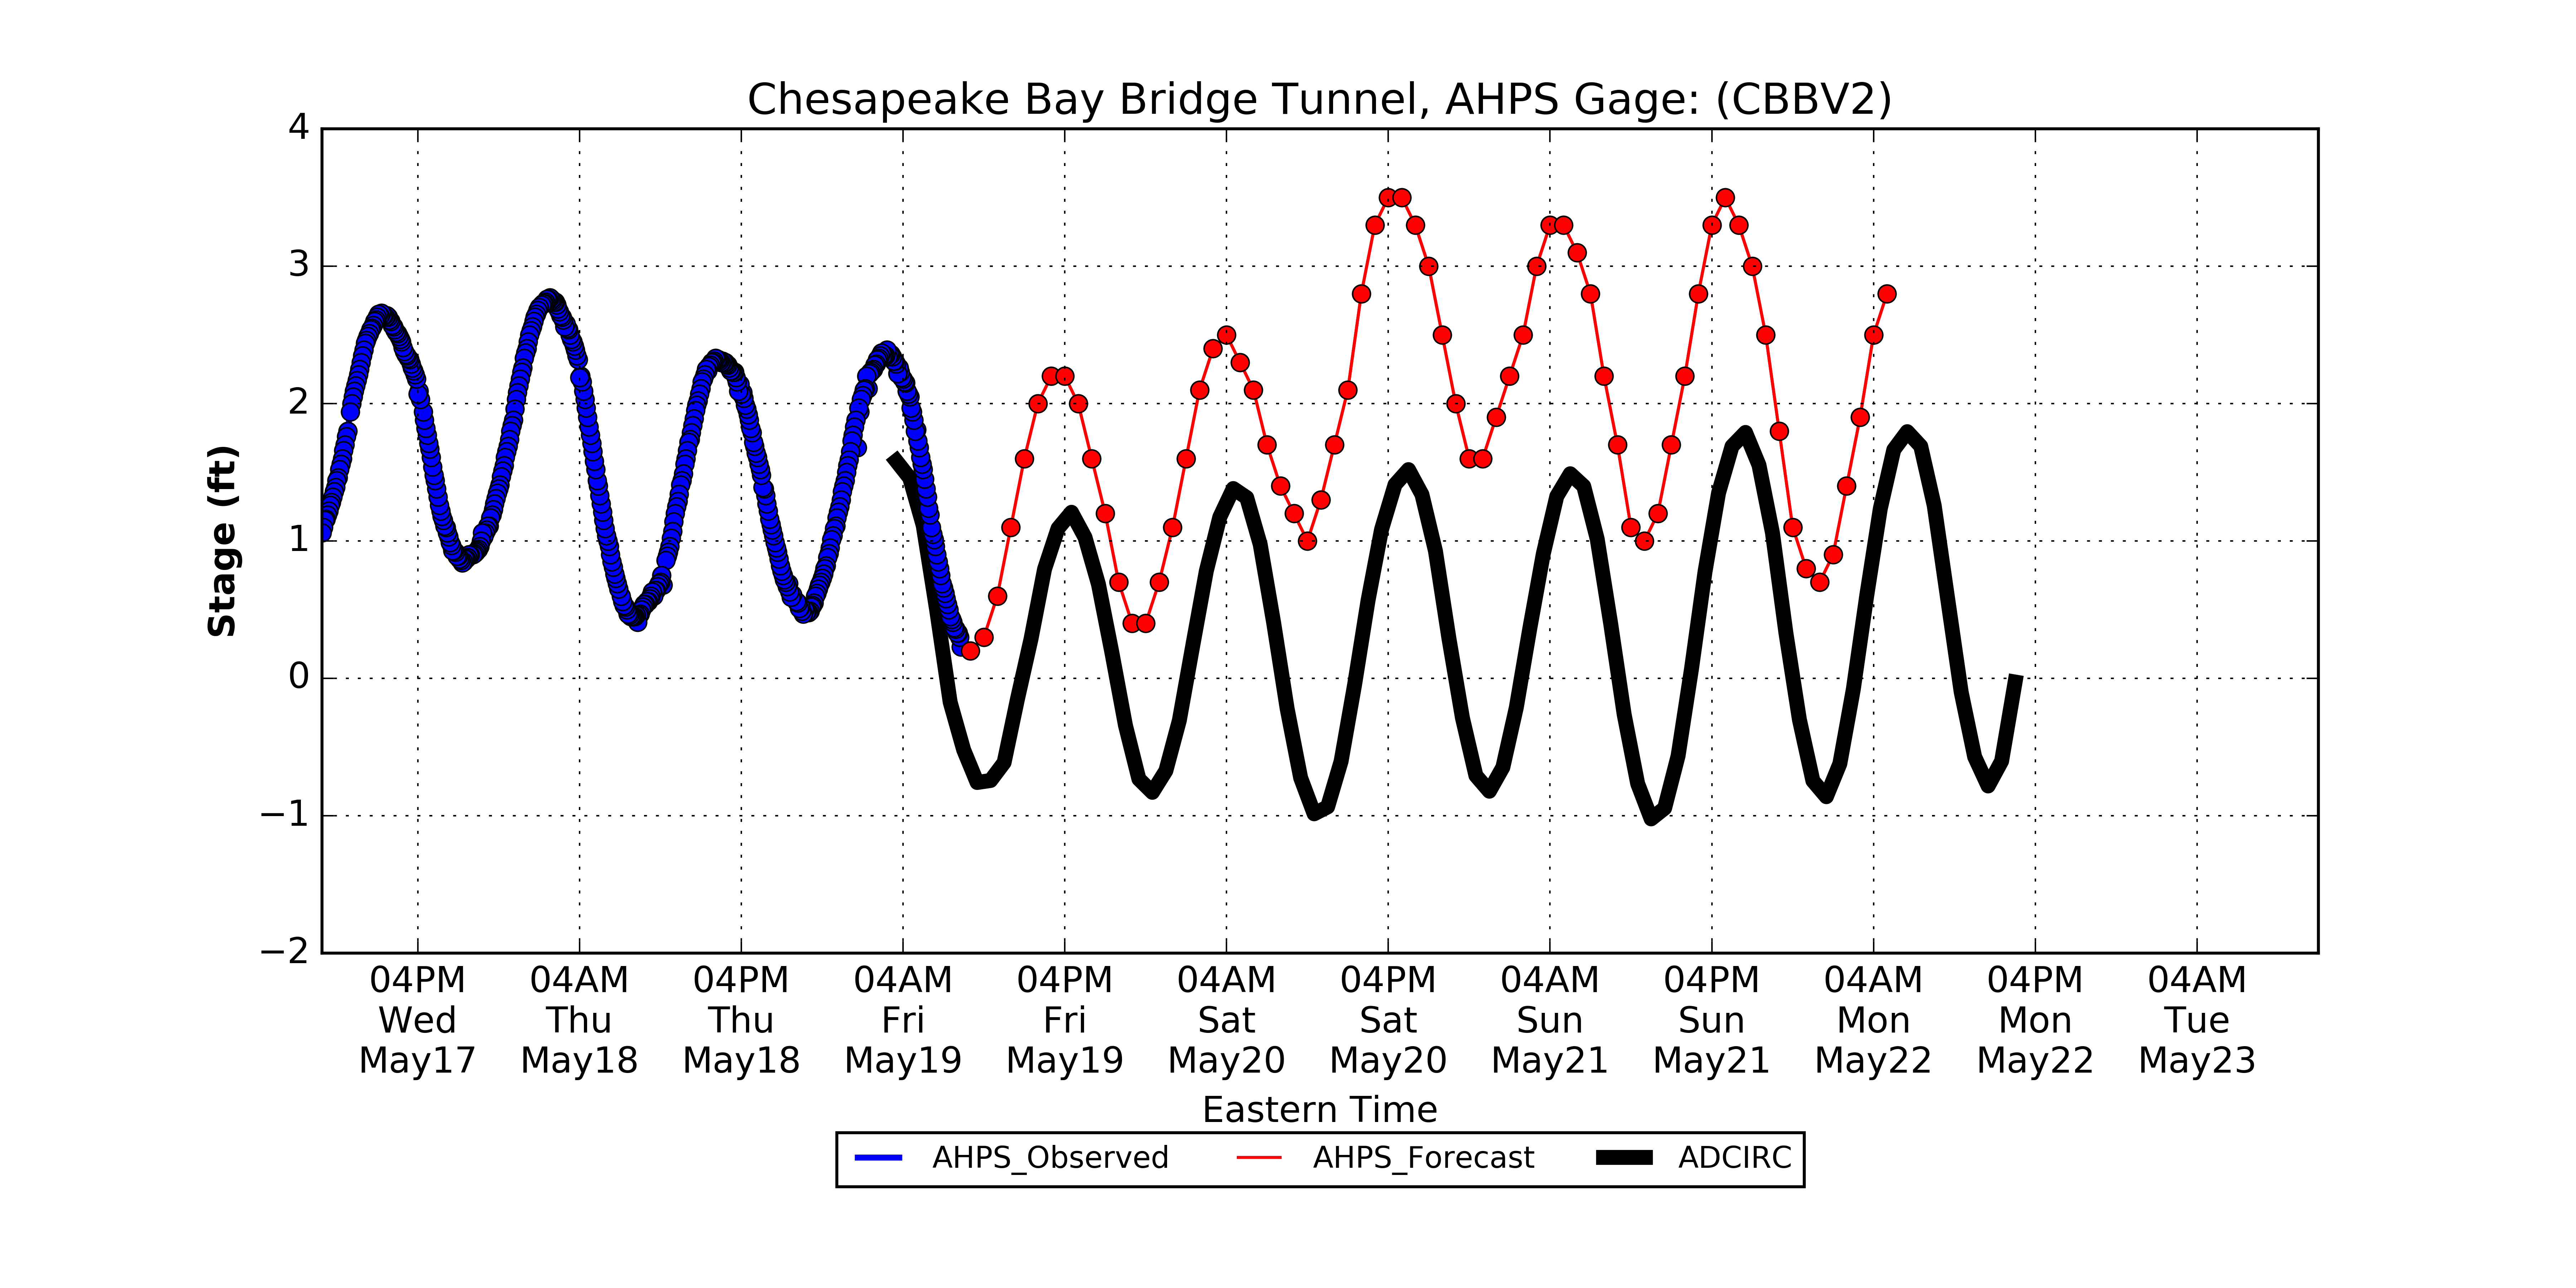 Chesapeake Bay Bridge Tunnel, AHPS Gage: (CBBV2)
4
3
2
1
0
−1
−2
Stage (ft)
04PM 04AM 04PM 04AM 04PM 04AM 04PM 04AM 04PM 04AM 04PM 04AM
Wed Thu Thu Fri Fri Sat Sat Sun Sun Mon Mon Tue
May17 May18 May18 May19 May19 May20 May20 May21 May21 May22 May22 May23
Eastern Time
AHPS_Observed AHPS_Forecast ADCIRC